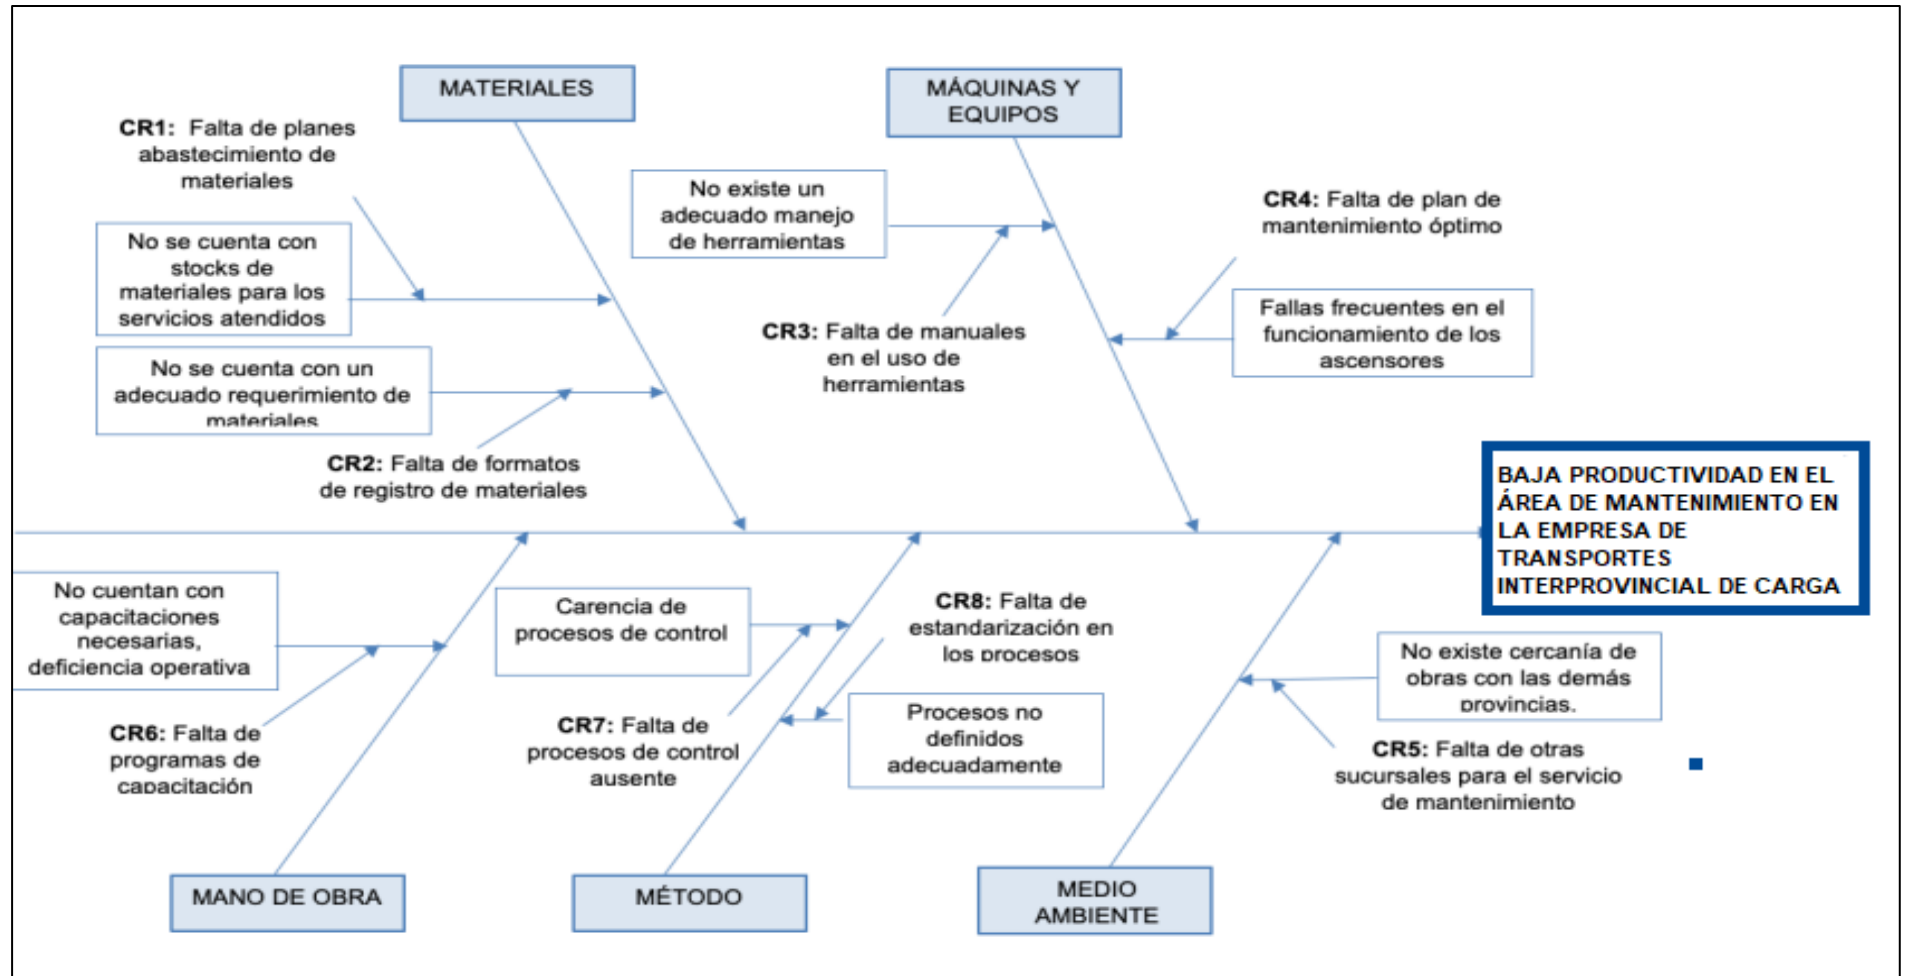 MATERIALES
CR1: Falta de planes
abastecimiento de
materiales
No se cuenta con
stocks de
materiales para los
servicios atendidos
No se cuenta con un
adecuado requerimiento de
materiales
CR2: Falta de formatos
de registro de materiales
MÁQUINAS Y
EQUIPOS
No existe un
adecuado manejo
de herramientas
CR3: Falta de manuales
en el uso de
herramientas
CR4: Falta de plan de
mantenimiento óptimo
Fallas frecuentes en el
funcionamiento de los
ascensores
BAJA PRODUCTIVIDAD EN EL
ÁREA DE MANTENIMIENTO EN
LA EMPRESA DE
TRANSPORTES
INTERPROVINCIAL DE CARGA
No cuentan con
capacitaciones
necesarias,
deficiencia operativa
CR6: Falta de
programas de
capacitación
MANO DE OBRA
Carencia de
procesos de control
CR7: Falta de
procesos de control
ausente
CR8: Falta de
estandarización en
los procesos
Procesos no
definidos
adecuadamente
MÉTODO
No existe cercanía de
obras con las demás
provincias.
CR5: Falta de otras
sucursales para el servicio
de mantenimiento
MEDIO
AMBIENTE